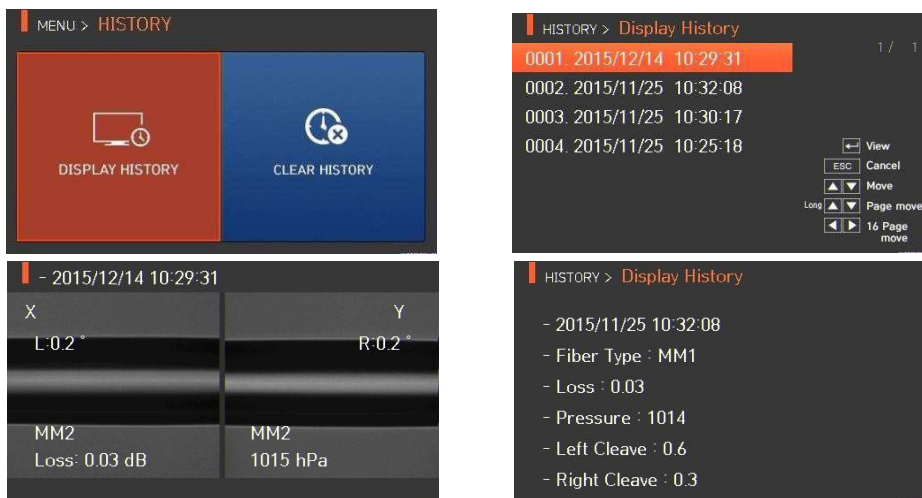 MENU > HISTORY
DISPLAY HISTORY
CLEAR HISTORY
HISTORY > Display History
1 / 1
0001. 2015/12/14 10:29:31
0002. 2015/11/25 10:32:08
0003. 2015/11/25 10:30:17
0004. 2015/11/25 10:25:18
View
ESC Cancel
Move
Long Page move
16 Page
move
- 2015/12/14 10:29:31
X Y
L:0.2 ° R:0.2 °
MM2 MM2
Loss: 0.03 dB 1015 hPa
HISTORY > Display History
- 2015/11/25 10:32:08
- Fiber Type : MM1
- Loss : 0.03
- Pressure : 1014
- Left Cleave : 0.6
- Right Cleave : 0.3